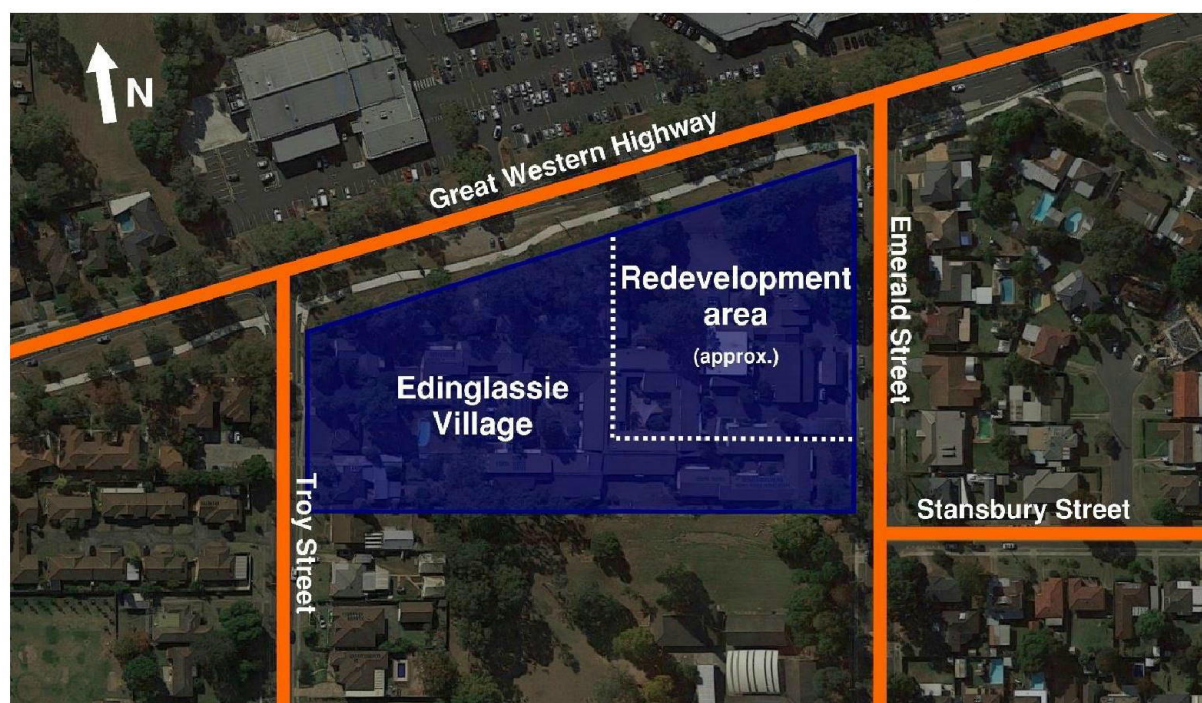 N
Great Western Highway
Redevelopment
area
(approx.)
Edinglassie
Village
Emerald Street
Troy Street
Stansbury Street